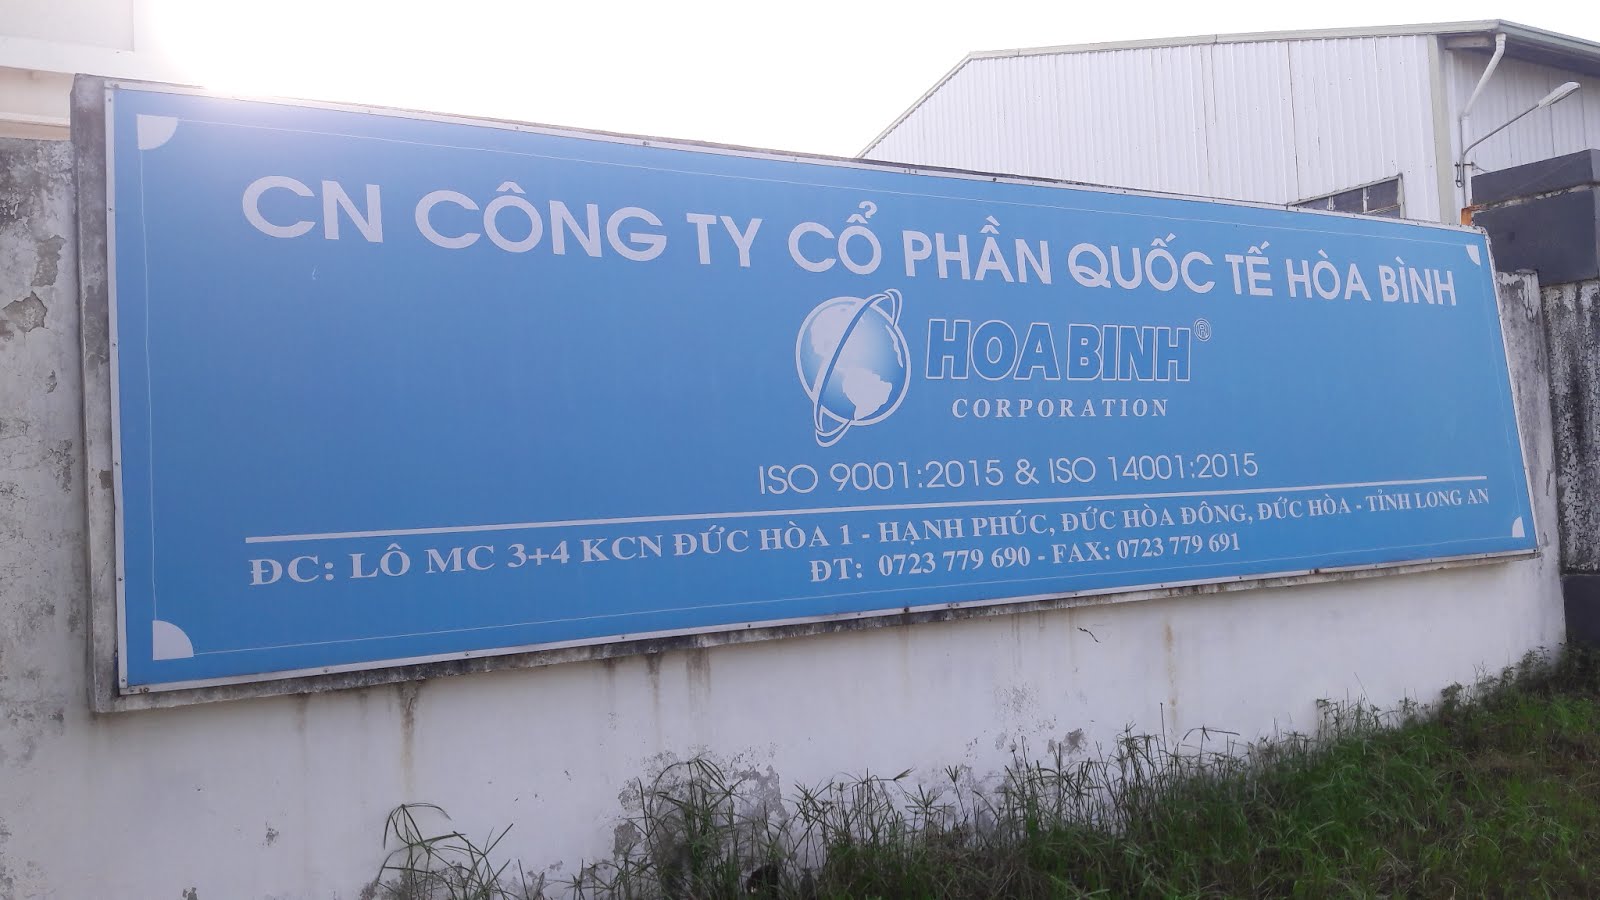 CN CÔNG TY CỔ PHẦN QUỐC TẾ HÒA BÌNH
HOA BINH ®
CORPORATION
ISO 9001:2015 & ISO 14001:2015
ĐC: LÔ MC 3+4 KCN ĐỨC HÒA 1 - HẠNH PHÚC, ĐỨC HÒA ĐÔNG, ĐỨC HÒA - TỈNH LONG AN
ĐT: 0723 779 690 - FAX: 0723 779 691